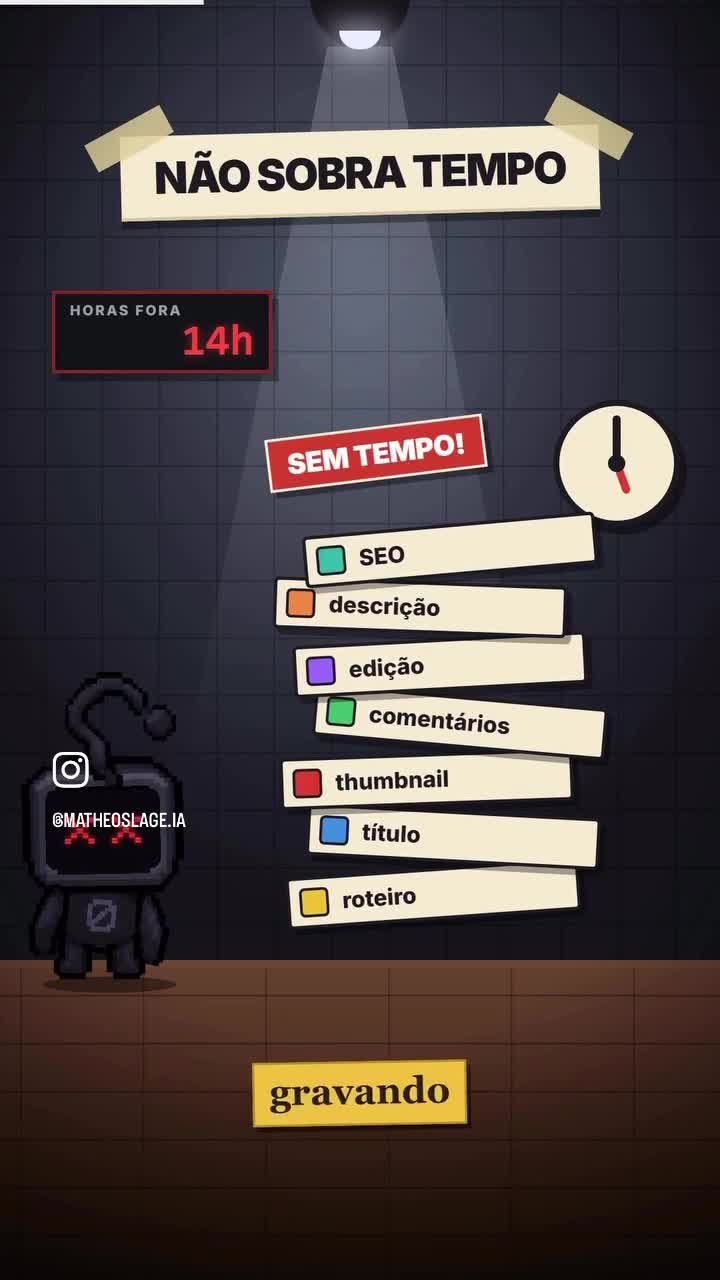 NÃO SOBRA TEMPO
HORAS FORA
14h
SEM TEMPO!
SEO
descrição
edição
comentários
thumbnail
título
roteiro
@MATHEOSLAGE.IA
gravando